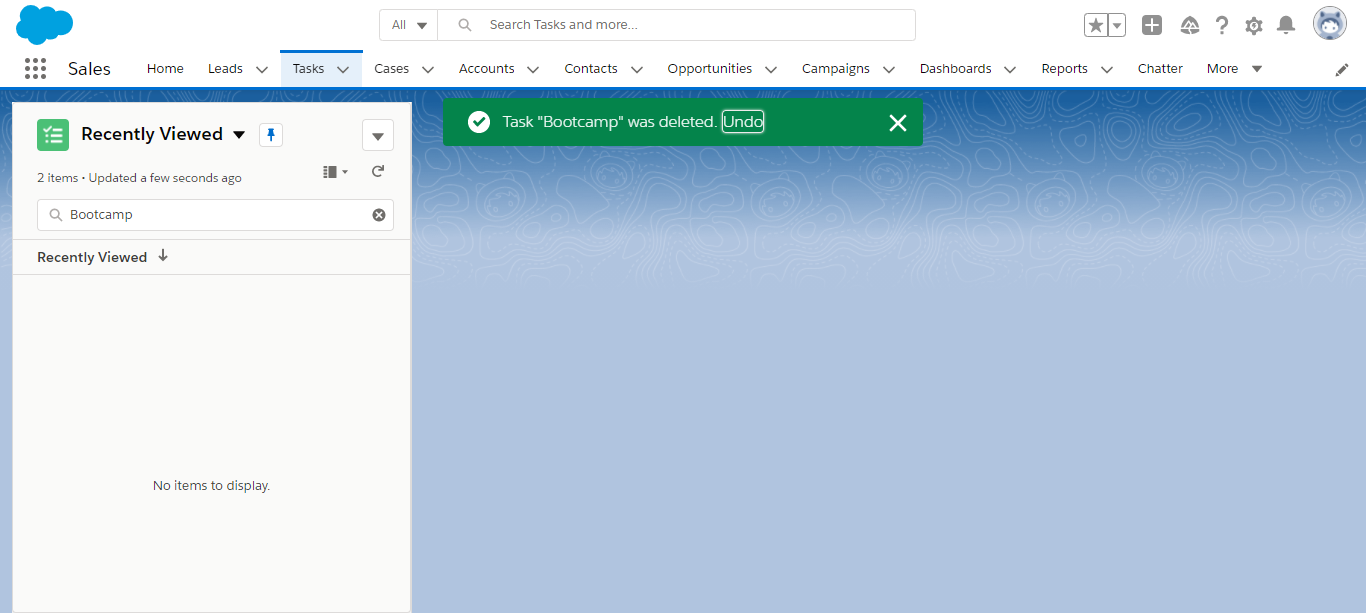 All
Search Tasks and more...
Sales
Home
Leads
Tasks
Cases
Accounts
Contacts
Opportunities
Campaigns
Dashboards
Reports
Chatter
More
Task "Bootcamp" was deleted. Undo
Recently Viewed
2 items • Updated a few seconds ago
Bootcamp
Recently Viewed
No items to display.